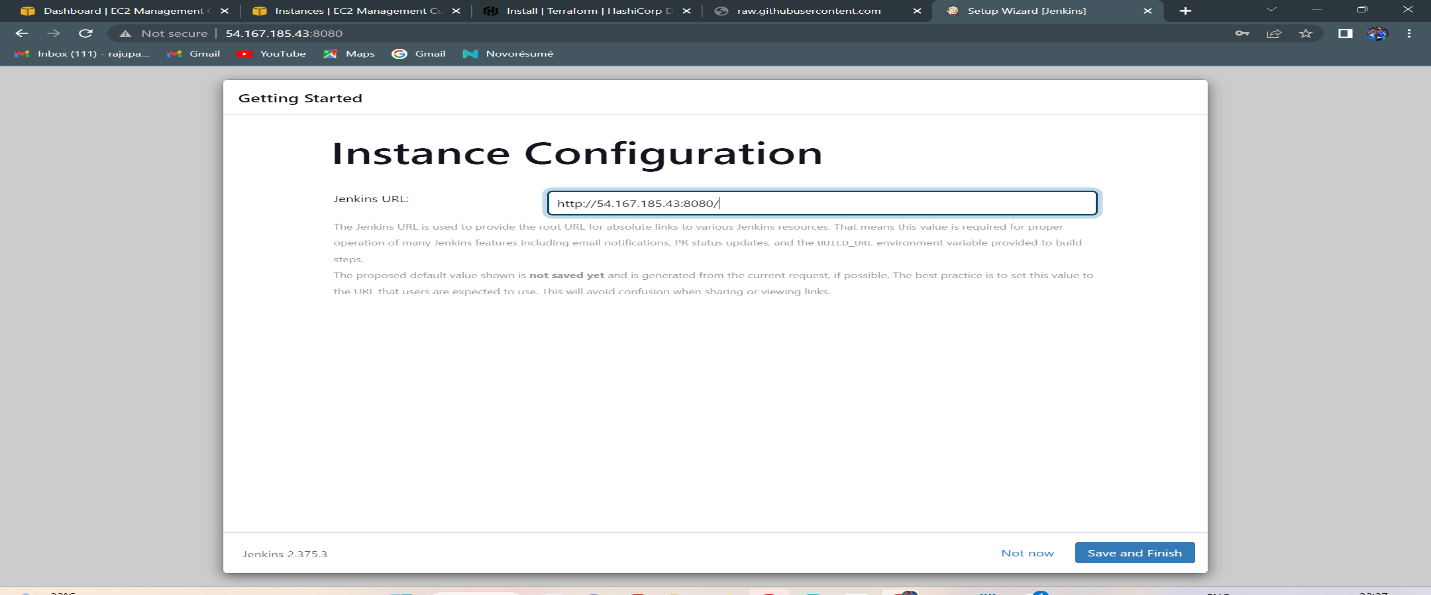 Dashboard | EC2 Management C
Instances | EC2 Management Co
Install | Terraform | HashiCorp D
raw.githubusercontent.com
Setup Wizard [Jenkins]
Not secure | 54.167.185.43:8080
Inbox (111) - rajupa...
Gmail
YouTube
Maps
Gmail
Novorésumé
Getting Started
Instance Configuration
Jenkins URL:
http://54.167.185.43:8080/
The Jenkins URL is used to provide the root URL for absolute links to various Jenkins resources. That means this value is required for proper
operation of many Jenkins features including email notifications, PR status updates, and the BUILD_URL environment variable provided to build
steps.
The proposed default value shown is not saved yet and is generated from the current request, if possible. The best practice is to set this value to
the URL that users are expected to use. This will avoid confusion when sharing or viewing links.
Jenkins 2.375.3
Not now
Save and Finish